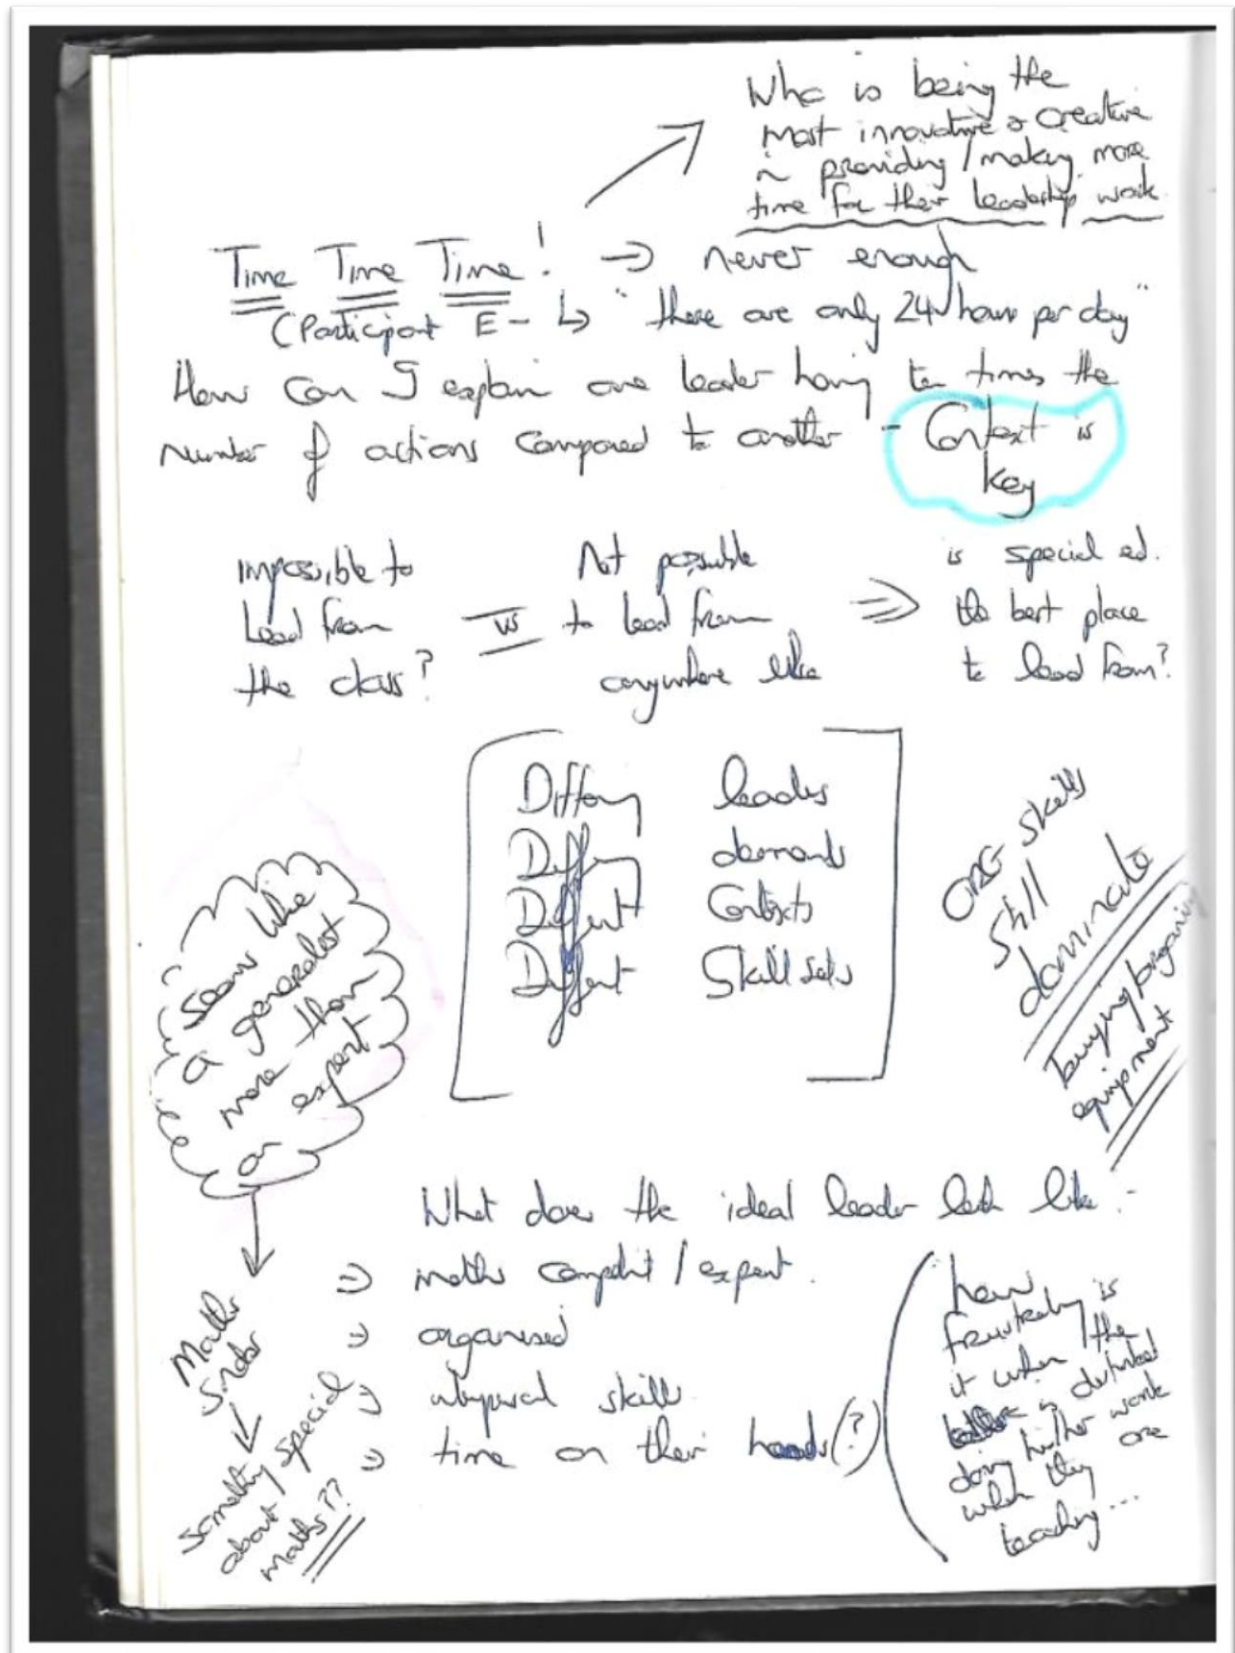 Who is being the
most innovative & creative
in providing / making more
time for their leadership work
Time Time Time! → never enough
(Participant E - ↳ "there are only 24 hours per day"
How can I explain one leader having ten times the
number of actions compared to another - Context is
key
impossible to
lead from
the class?
vs
Not possible
to lead from
anywhere else
⇒
is special ed.
the best place
to lead from?
Differing leaders
Differing demands
Different Contexts
Different Skill sets
ORG skills
still
dominate
buying/organising
equipment
Seems like
a generalist
more than
an expert
What does the ideal leader look like :-
⇒ maths competent / expert.
⇒ organised
⇒ skill
⇒ time on their hands (?)
Maths
Something special
about
maths??
how
frustrating is
it when the
is disturbed
doing his/her work
when they are
teaching...